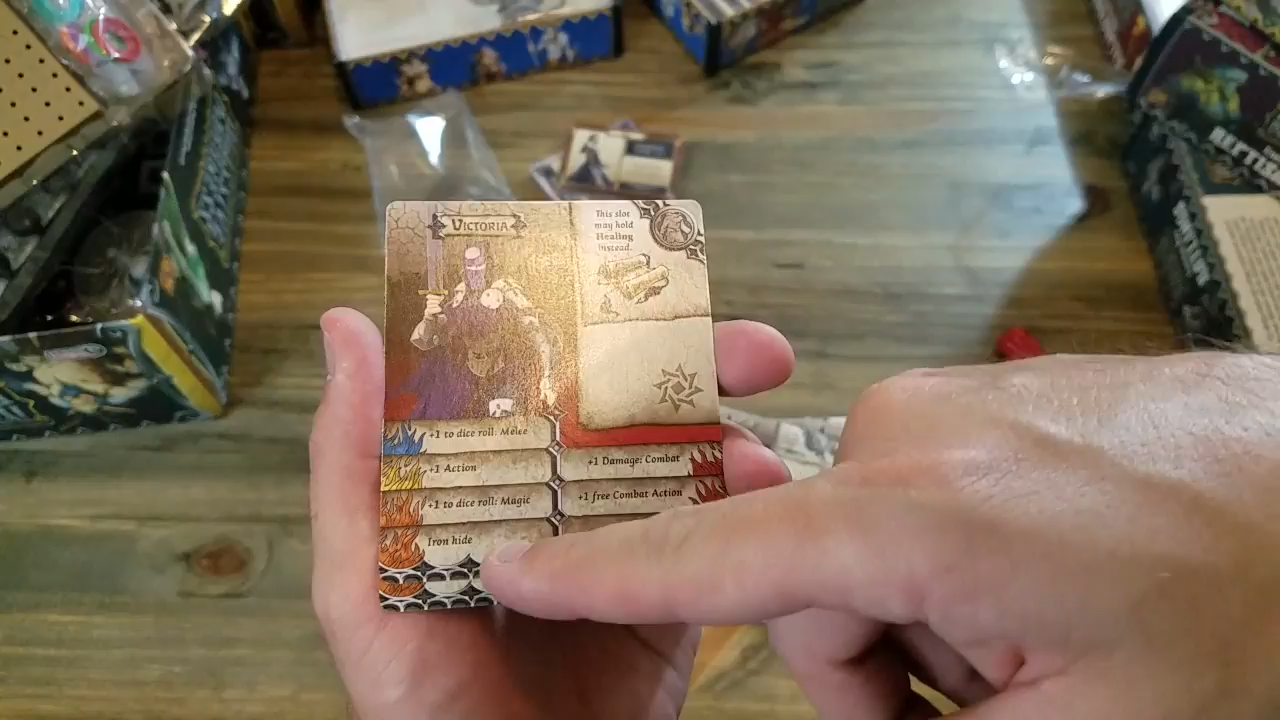 VICTORIA
This slot
may hold
Healing
instead.
+1 to dice roll: Melee
+1 Action
+1 to dice roll: Magic
Iron hide
+1 Damage: Combat
+1 free Combat Action